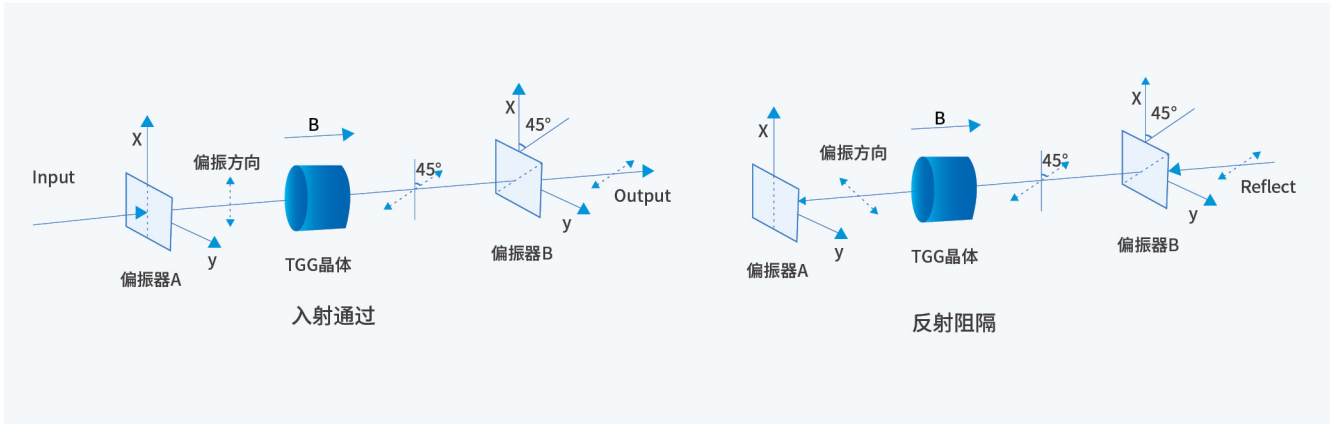 Input
X
偏振方向
B
45°
X
45°
Output
y
y
偏振器A
TGG晶体
偏振器B
入射通过
X
偏振方向
B
45°
X
45°
Reflect
y
y
偏振器A
TGG晶体
偏振器B
反射阻隔